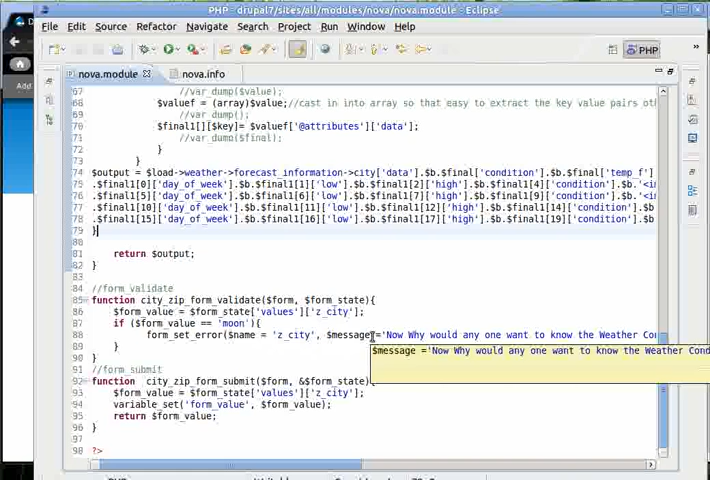 PHP - drupal7/sites/all/modules/nova/nova.module - Eclipse
File Edit Source Refactor Navigate Search Project Run Window Help
PHP
nova.module nova.info
Add
67 //var_dump($value);
68 $valuef = (array)$value;//cast in into array so that easy to extract the key value pairs
69 //var_dump();
70 $final1[][$key]= $valuef['@attributes']['data'];
71 //var_dump($final);
72 }
73 }
74 $output = $load->weather->forecast_information->city['data'].$b.$final['condition'].$b.$final['temp_f']
75 .$final1[0]['day_of_week'].$b.$final1[1]['low'].$b.$final1[2]['high'].$b.$final1[4]['condition'].$b.'<i
76 .$final1[5]['day_of_week'].$b.$final1[6]['low'].$b.$final1[7]['high'].$b.$final1[9]['condition'].$b.'<i
77 .$final1[10]['day_of_week'].$b.$final1[11]['low'].$b.$final1[12]['high'].$b.$final1[14]['condition'].$b
78 .$final1[15]['day_of_week'].$b.$final1[16]['low'].$b.$final1[17]['high'].$b.$final1[19]['condition'].$b
79 }
80
81 return $output;
82 }
83
84 //form_validate
85 function city_zip_form_validate($form, $form_state){
86 $form_value = $form_state['values']['z_city'];
87 if ($form_value == 'moon'){
88 form_set_error($name = 'z_city', $message='Now Why would any one want to know the Weather Co
89 }
$message ='Now Why would any one want to know the Weather Cond
90 }
91 //form_submit
92 function city_zip_form_submit($form, &$form_state){
93 $form_value = $form_state['values']['z_city'];
94 variable_set('form_value', $form_value);
95 return $form_value;
96 }
97
98 ?>